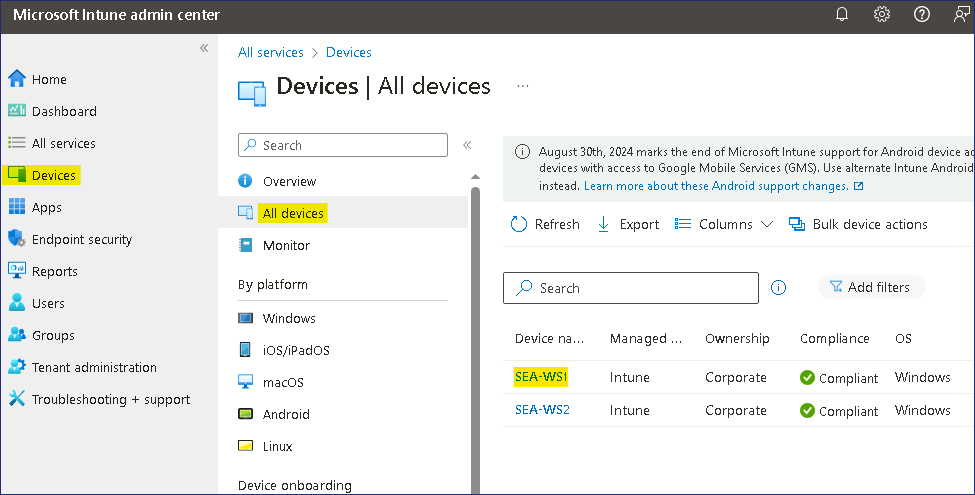 Microsoft Intune admin center
«
Home
Dashboard
All services
Devices
Apps
Endpoint security
Reports
Users
Groups
Tenant administration
Troubleshooting + support
All services > Devices
Devices | All devices ...
Search «
Overview
All devices
Monitor
By platform
Windows
iOS/iPadOS
macOS
Android
Linux
Device onboarding
August 30th, 2024 marks the end of Microsoft Intune support for Android device ad
devices with access to Google Mobile Services (GMS). Use alternate Intune Android
instead. Learn more about these Android support changes.
Refresh Export Columns Bulk device actions
Search Add filters
Device na... Managed ... Ownership Compliance OS
SEA-WS1 Intune Corporate Compliant Windows
SEA-WS2 Intune Corporate Compliant Windows